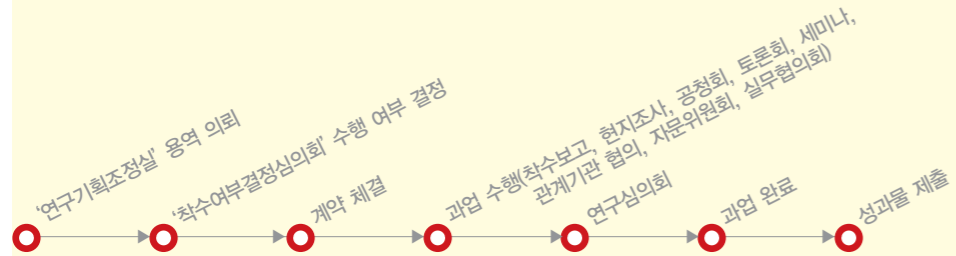 ‘연구기획조정실’ 용역 의뢰
‘착수여부결정심의회’ 수행 여부 결정
계약 체결
과업 수행(착수보고, 현지조사, 공청회, 토론회, 세미나,
관계기관 협의, 자문위원회, 실무협의회)
연구심의회
과업 완료
성과물 제출